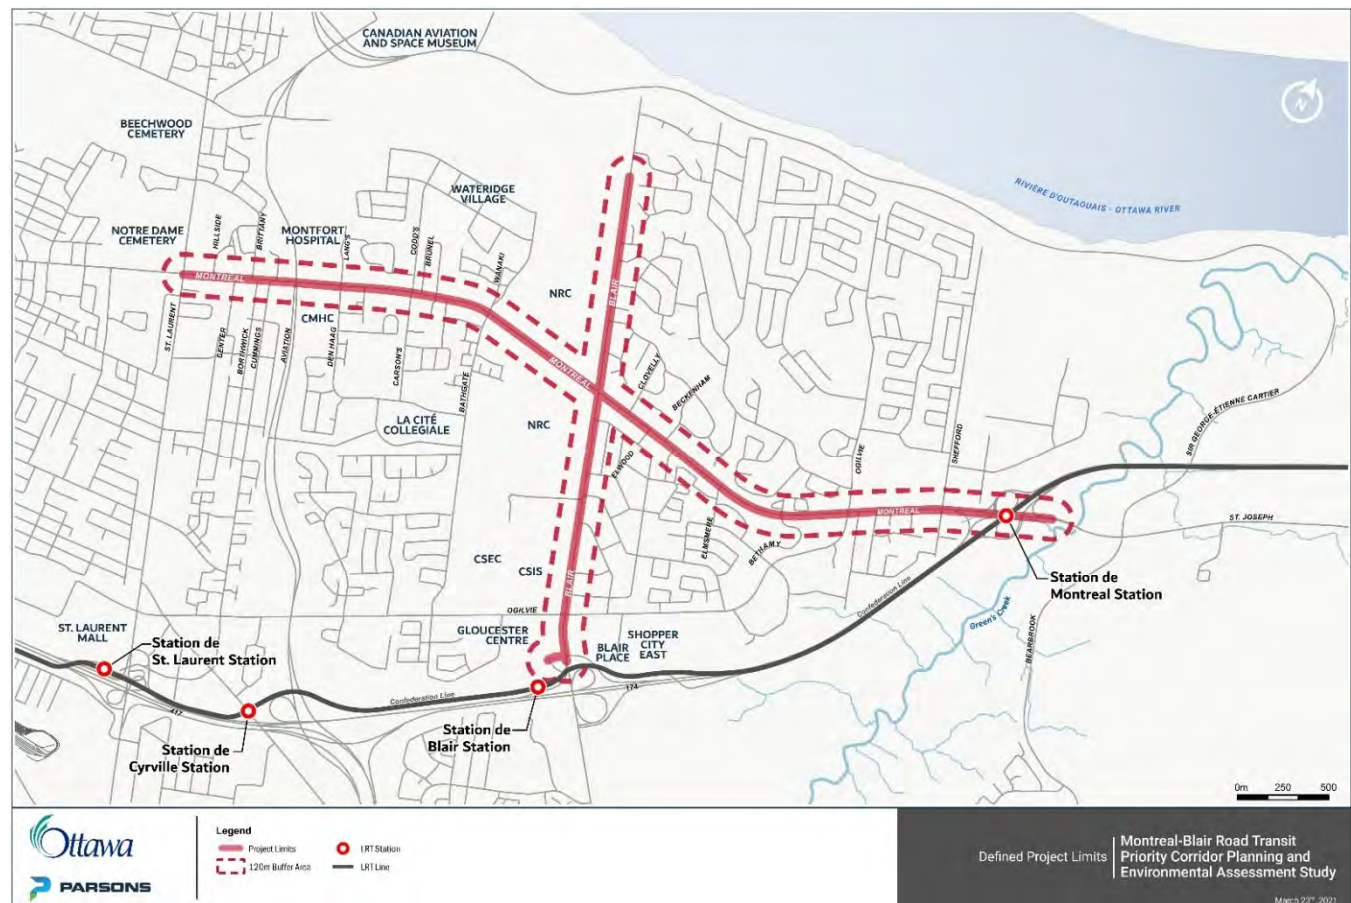 CANADIAN AVIATION
AND SPACE MUSEUM
BEECHWOOD
CEMETERY
WATERIDGE
VILLAGE
RIVIÈRE D'OUTAOUAIS - OTTAWA RIVER
N
NOTRE DAME
CEMETERY
HILLSIDE
BRITTANY
MONTFORT
HOSPITAL
LANG'S
CODD'S
BRUNEL
WANAKI
MONTREAL
NRC
BLAIR
CMHC
ST. LAURENT
CENTER
BORTHWICK
CUMMINGS
AVIATION
DEN HAAG
CARSON'S
BATHGATE
MONTREAL
CLOVELLY
BECKENHAM
LA CITÉ
COLLEGIALE
NRC
ELWOOD
OGILVIE
SHEFFORD
SIR GEORGE-ÉTIENNE CARTIER
MONTREAL
ST. JOSEPH
ELMSMERE
BETHAMY
CSEC
CSIS
BLAIR
Station de
Montreal Station
Confederation Line
Green's Creek
BEARBROOK
OGILVIE
ST. LAURENT
MALL
Station de
St. Laurent Station
GLOUCESTER
CENTRE
BLAIR
PLACE
SHOPPER
CITY
EAST
417
Confederation Line
174
Station de
Cyrville Station
Station de
Blair Station
0m 250 500
Ottawa
PARSONS
Legend
Project Limits
LRT Station
120m Buffer Area
LRT Line
Defined Project Limits
Montreal-Blair Road Transit
Priority Corridor Planning and
Environmental Assessment Study
March 23rd, 2021